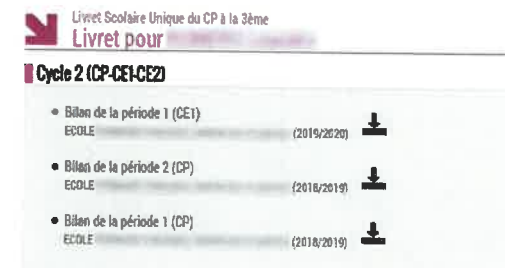 Livret Scolaire Unique du CP à la 3ème
Livret pour
Cycle 2 (CP-CE1-CE2)
Bilan de la période 1 (CE1)
ECOLE (2019/2020)
Bilan de la période 2 (CP)
ECOLE (2018/2019)
Bilan de la période 1 (CP)
ECOLE (2018/2019)